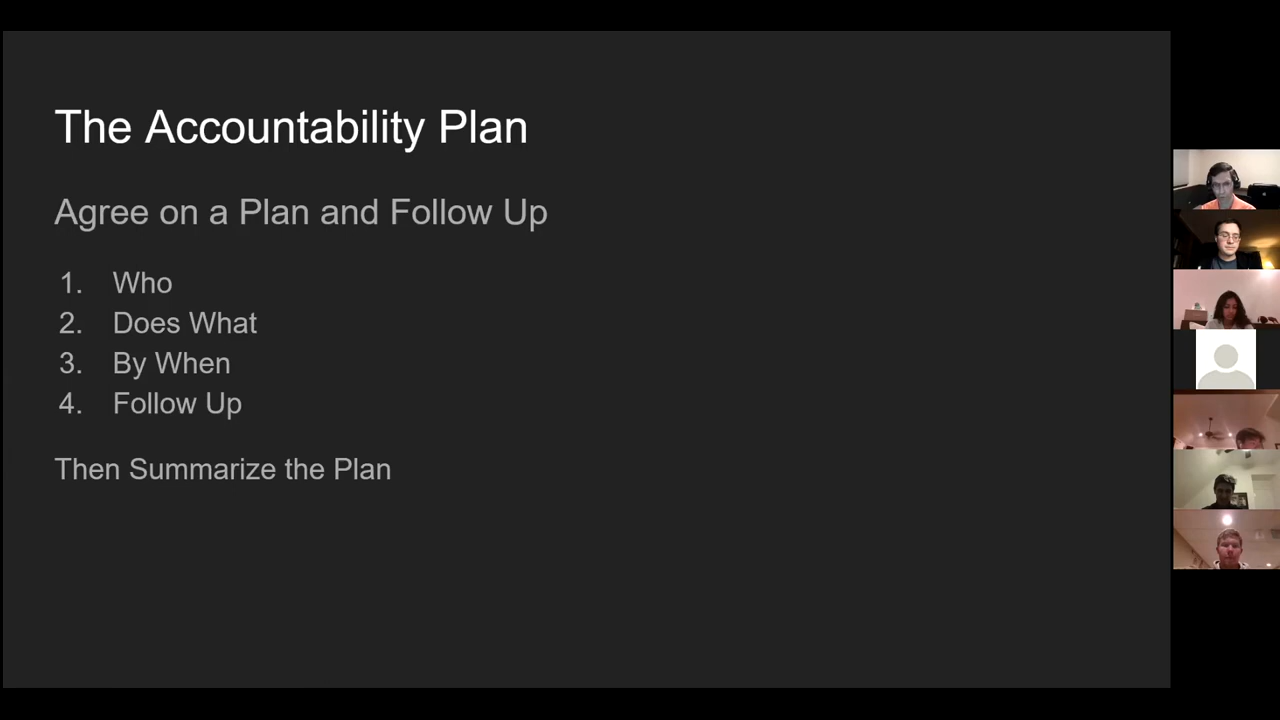 The Accountability Plan
Agree on a Plan and Follow Up
1. Who
2. Does What
3. By When
4. Follow Up
Then Summarize the Plan